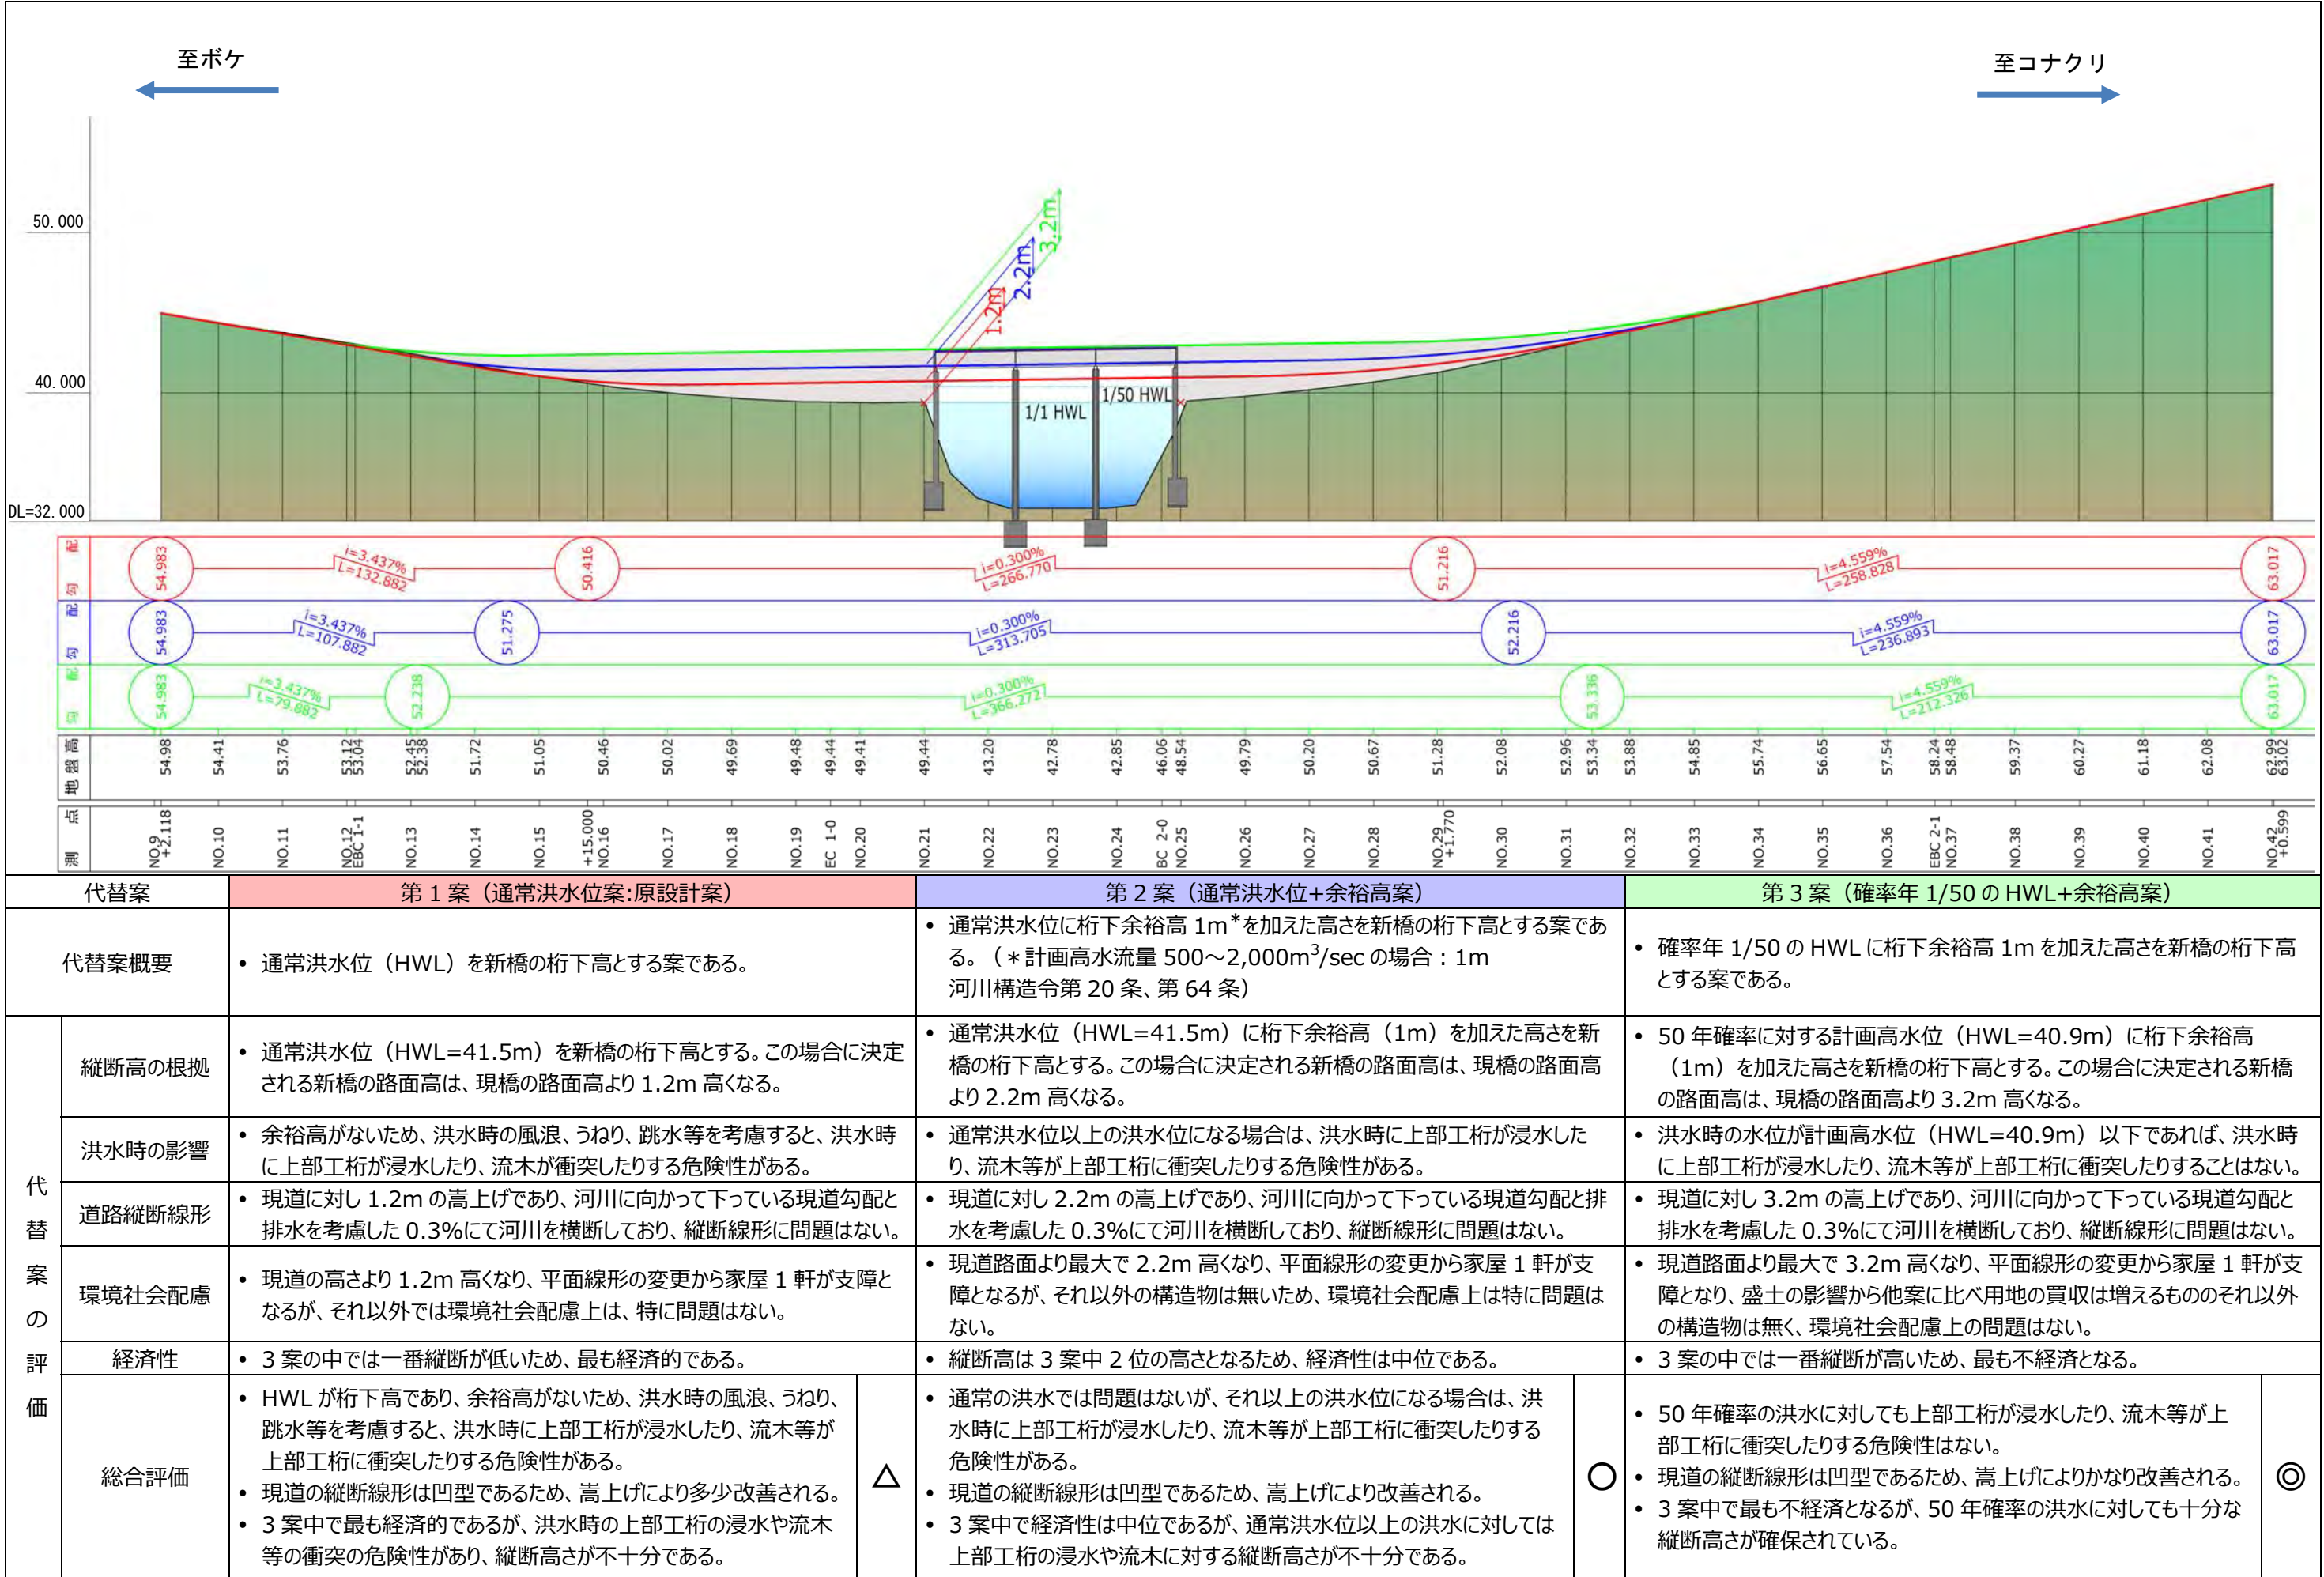 至ボケ
至コナクリ
50.000
40.000
DL=32.000
3.2m
2.2m
1.2m
1/1 HWL
1/50 HWL
勾配
54.983
i=3.437%
L=132.882
50.416
i=0.300%
L=266.770
51.216
i=4.559%
L=258.828
63.017
勾配
54.983
i=3.437%
L=107.882
51.275
i=0.300%
L=313.705
52.216
i=4.559%
L=236.893
63.017
勾配
54.983
i=3.437%
L=79.882
52.238
i=0.300%
L=366.272
53.336
i=4.559%
L=212.326
63.017
地盤高
54.98
54.41
53.76
53.12
53.04
52.45
52.38
51.72
51.05
50.46
50.02
49.69
49.48
49.44
49.41
49.44
43.20
42.78
42.85
46.06
48.54
49.79
50.20
50.67
51.28
52.08
52.96
53.34
53.88
54.85
55.74
56.65
57.54
58.24
58.48
59.37
60.27
61.18
62.08
62.99
63.02
測点
NO.9
+2.118
NO.10
NO.11
NO.12
EBC 1-1
NO.13
NO.14
NO.15
+15.000
NO.16
NO.17
NO.18
NO.19
EC 1-0
NO.20
NO.21
NO.22
NO.23
NO.24
BC 2-0
NO.25
NO.26
NO.27
NO.28
NO.29
+1.770
NO.30
NO.31
NO.32
NO.33
NO.34
NO.35
NO.36
EBC 2-1
NO.37
NO.38
NO.39
NO.40
NO.41
NO.42
+0.599
代替案
第1案（通常洪水位案:原設計案）
第2案（通常洪水位+余裕高案）
第3案（確率年1/50のHWL+余裕高案）
代替案概要
• 通常洪水位（HWL）を新橋の桁下高とする案である。
• 通常洪水位に桁下余裕高1m*を加えた高さを新橋の桁下高とする案であ
る。（＊計画高水流量500～2,000m³/secの場合：1m
河川構造令第20条、第64条）
• 確率年1/50のHWLに桁下余裕高1mを加えた高さを新橋の桁下高
とする案である。
代替案の評価
縦断高の根拠
• 通常洪水位（HWL=41.5m）を新橋の桁下高とする。この場合に決定
される新橋の路面高は、現橋の路面高より1.2m高くなる。
• 通常洪水位（HWL=41.5m）に桁下余裕高（1m）を加えた高さを新
橋の桁下高とする。この場合に決定される新橋の路面高は、現橋の路面高
より2.2m高くなる。
• 50年確率に対する計画高水位（HWL=40.9m）に桁下余裕高
（1m）を加えた高さを新橋の桁下高とする。この場合に決定される新橋
の路面高は、現橋の路面高より3.2m高くなる。
洪水時の影響
• 余裕高がないため、洪水時の風浪、うねり、跳水等を考慮すると、洪水時
に上部工桁が浸水したり、流木が衝突したりする危険性がある。
• 通常洪水位以上の洪水位になる場合は、洪水時に上部工桁が浸水した
り、流木等が上部工桁に衝突したりする危険性がある。
• 洪水時の水位が計画高水位（HWL=40.9m）以下であれば、洪水時
に上部工桁が浸水したり、流木等が上部工桁に衝突したりすることはない。
道路縦断線形
• 現道に対し1.2mの嵩上げであり、河川に向かって下っている現道勾配と
排水を考慮した0.3%にて河川を横断しており、縦断線形に問題はない。
• 現道に対し2.2mの嵩上げであり、河川に向かって下っている現道勾配と排
水を考慮した0.3%にて河川を横断しており、縦断線形に問題はない。
• 現道に対し3.2mの嵩上げであり、河川に向かって下っている現道勾配と
排水を考慮した0.3%にて河川を横断しており、縦断線形に問題はない。
環境社会配慮
• 現道の高さより1.2m高くなり、平面線形の変更から家屋1軒が支障と
なるが、それ以外では環境社会配慮上は、特に問題はない。
• 現道路面より最大で2.2m高くなり、平面線形の変更から家屋1軒が支
障となるが、それ以外の構造物は無いため、環境社会配慮上は特に問題は
ない。
• 現道路面より最大で3.2m高くなり、平面線形の変更から家屋1軒が支
障となり、盛土の影響から他案に比べ用地の買収は増えるもののそれ以外
の構造物は無く、環境社会配慮上の問題はない。
経済性
• 3案の中では一番縦断が低いため、最も経済的である。
• 縦断高は3案中2位の高さとなるため、経済性は中位である。
• 3案の中では一番縦断が高いため、最も不経済となる。
総合評価
• HWLが桁下高であり、余裕高がないため、洪水時の風浪、うねり、
跳水等を考慮すると、洪水時に上部工桁が浸水したり、流木等が
上部工桁に衝突したりする危険性がある。
• 現道の縦断線形は凹型であるため、嵩上げにより多少改善される。
• 3案中で最も経済的であるが、洪水時の上部工桁の浸水や流木
等の衝突の危険性があり、縦断高さが不十分である。
△
• 通常の洪水では問題はないが、それ以上の洪水位になる場合は、洪
水時に上部工桁が浸水したり、流木等が上部工桁に衝突したりする
危険性がある。
• 現道の縦断線形は凹型であるため、嵩上げにより改善される。
• 3案中で経済性は中位であるが、通常洪水位以上の洪水に対しては
上部工桁の浸水や流木に対する縦断高さが不十分である。
○
• 50年確率の洪水に対しても上部工桁が浸水したり、流木等が上
部工桁に衝突したりする危険性はない。
• 現道の縦断線形は凹型であるため、嵩上げによりかなり改善される。
• 3案中で最も不経済となるが、50年確率の洪水に対しても十分な
縦断高さが確保されている。
◎